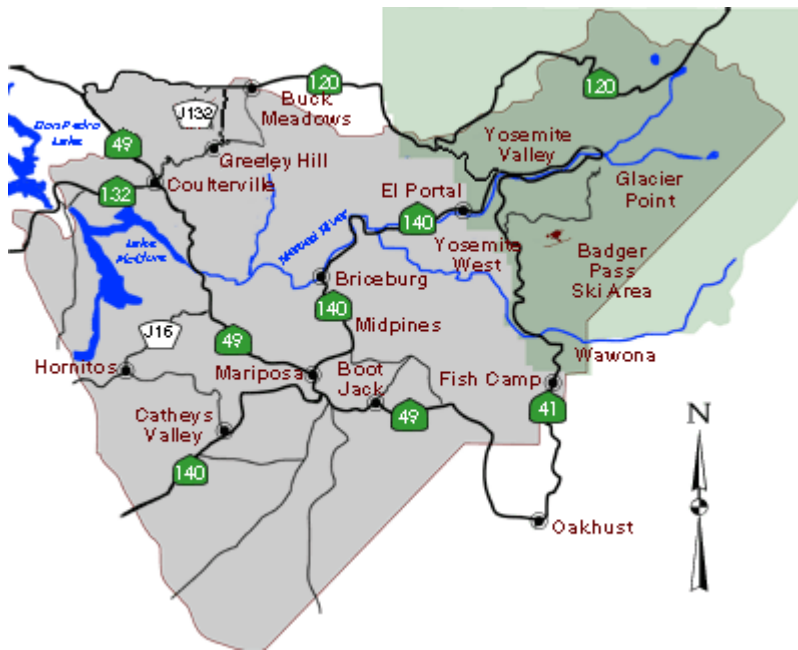 120
120
Buck
Meadows
J132
Don Pedro
Lake
49
Greeley Hill
Yosemite
Valley
132
Coulterville
El Portal
Glacier
Point
140
Merced River
Yosemite
West
Lake
McClure
Badger
Pass
Ski Area
Briceburg
140
Midpines
J16
49
Wawona
Hornitos
Mariposa
Boot
Jack
Fish Camp
49
41
Catheys
Valley
N
140
Oakhust